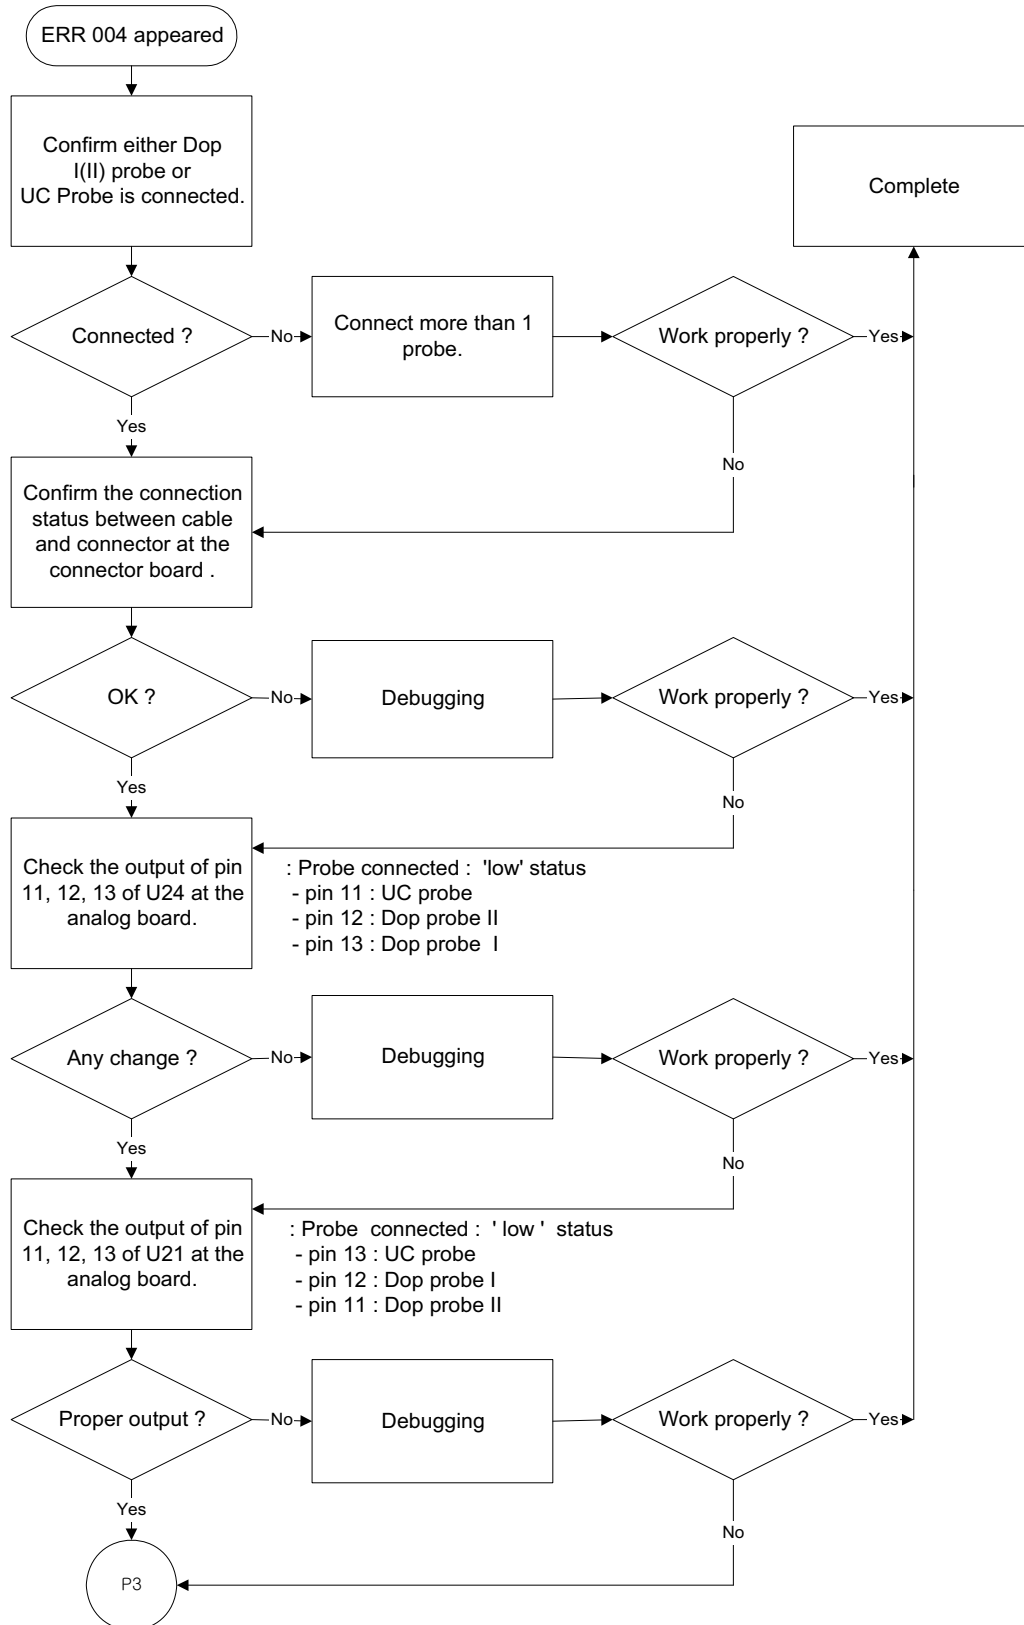 ERR 004 appeared
Confirm either Dop
I(II) probe or
UC Probe is connected.
Complete
Connected ?
No
Connect more than 1
probe.
Work properly ?
Yes
Yes
No
Confirm the connection
status between cable
and connector at the
connector board .
OK ?
No
Debugging
Work properly ?
Yes
Yes
No
Check the output of pin
11, 12, 13 of U24 at the
analog board.
: Probe connected : 'low' status
- pin 11 : UC probe
- pin 12 : Dop probe II
- pin 13 : Dop probe I
Any change ?
No
Debugging
Work properly ?
Yes
Yes
No
Check the output of pin
11, 12, 13 of U21 at the
analog board.
: Probe connected : ' low ' status
- pin 13 : UC probe
- pin 12 : Dop probe I
- pin 11 : Dop probe II
Proper output ?
No
Debugging
Work properly ?
Yes
Yes
No
P3